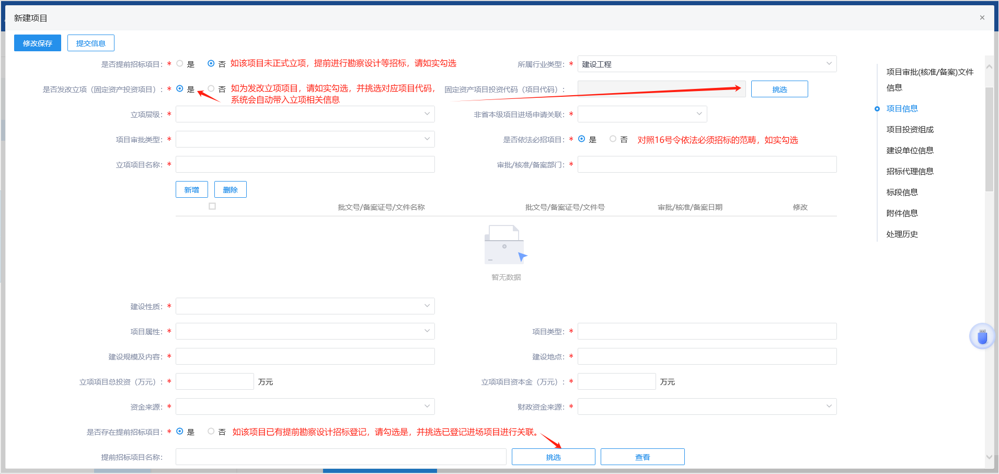 新建项目
×
修改保存 提交信息
是否提前招标项目：* 是 否 如该项目未正式立项，提前进行勘察设计等招标，请如实勾选 所属行业类型：* 建设工程
是否发改立项（固定资产投资项目）：* 是 否 如为发改立项项目，请如实勾选，并挑选对应项目代码，
系统会自动带入立项相关信息
固定资产项目投资代码（项目代码）： 挑选
立项层级：* 非省本级项目进场申请关联：*
项目审批类型：* 是否依法必招项目：* 是 否 对照16号令依法必须招标的范畴，如实勾选
立项项目名称：* 审批/核准/备案部门：*
新增 删除
批文号/备案证号/文件名称 批文号/备案证号/文件号 审批/核准/备案日期 修改
暂无数据
建设性质：*
项目属性：* 项目类型：*
建设规模及内容：* 建设地点：*
立项项目总投资（万元）：* 万元 立项项目资本金（万元）：* 万元
资金来源：* 财政资金来源：*
是否存在提前招标项目：* 是 否 如该项目已有提前勘察设计招标登记，请勾选是，并挑选已登记进场项目进行关联。
提前招标项目名称： 挑选 查看
项目审批(核准/备案)文件
信息
项目信息
项目投资组成
建设单位信息
招标代理信息
标段信息
附件信息
处理历史